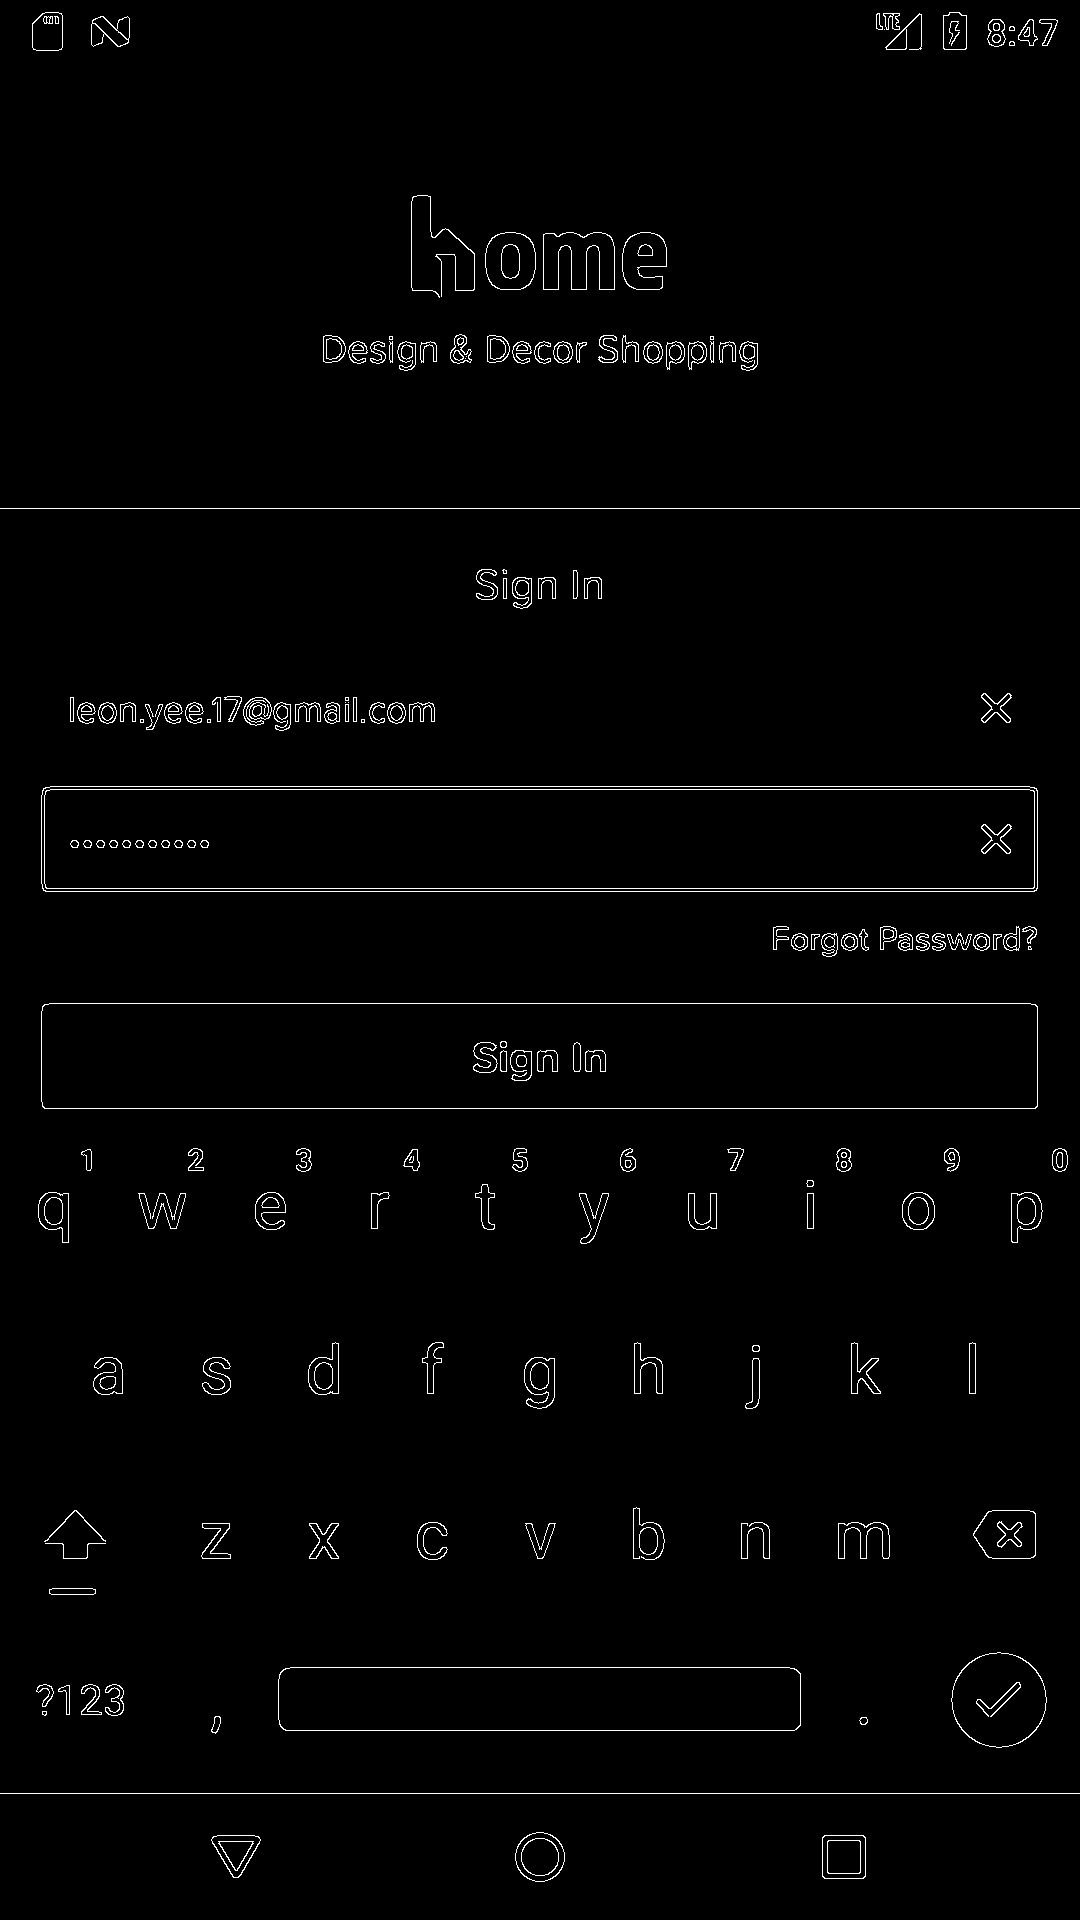 LTE 8:47
home
Design & Decor Shopping
Sign In
leon.yee.17@gmail.com
•••••••••••
Forgot Password?
Sign In
1 2 3 4 5 6 7 8 9 0
q w e r t y u i o p
a s d f g h j k l
z x c v b n m
?123 , .